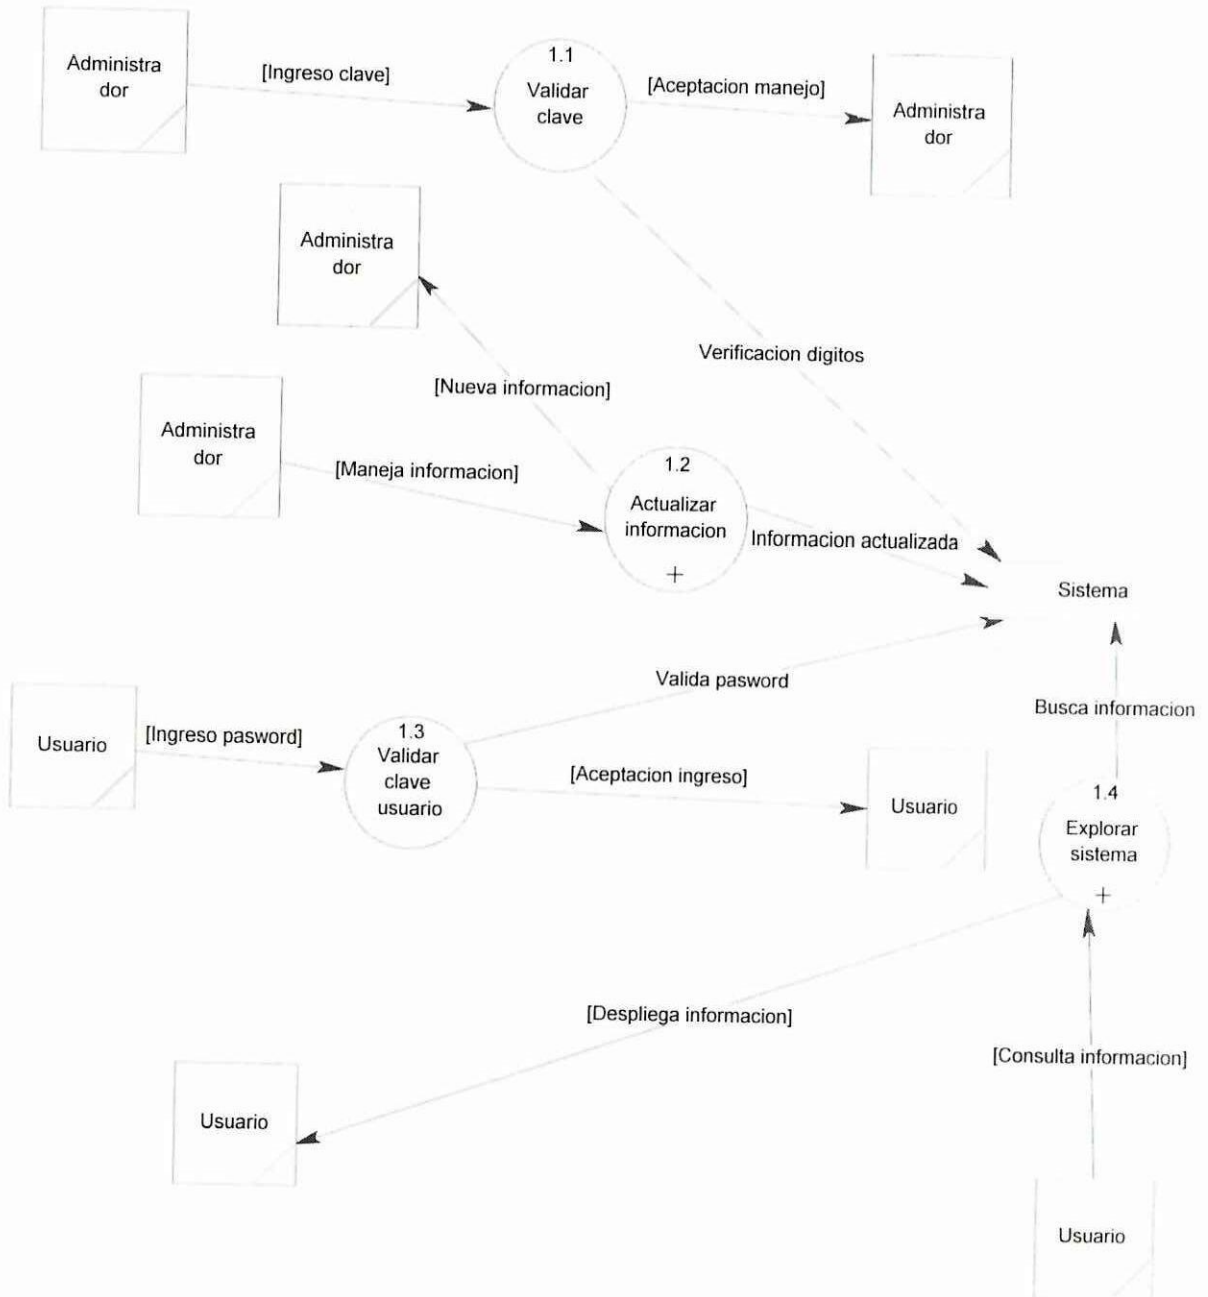 Administra
dor
[Ingreso clave]
1.1
Validar
clave
[Aceptacion manejo]
Administra
dor
Administra
dor
Verificacion digitos
[Nueva informacion]
Administra
dor
[Maneja informacion]
1.2
Actualizar
informacion
+
Informacion actualizada
Sistema
Valida pasword
Busca informacion
Usuario
[Ingreso pasword]
1.3
Validar
clave
usuario
[Aceptacion ingreso]
Usuario
1.4
Explorar
sistema
+
[Despliega informacion]
[Consulta informacion]
Usuario
Usuario